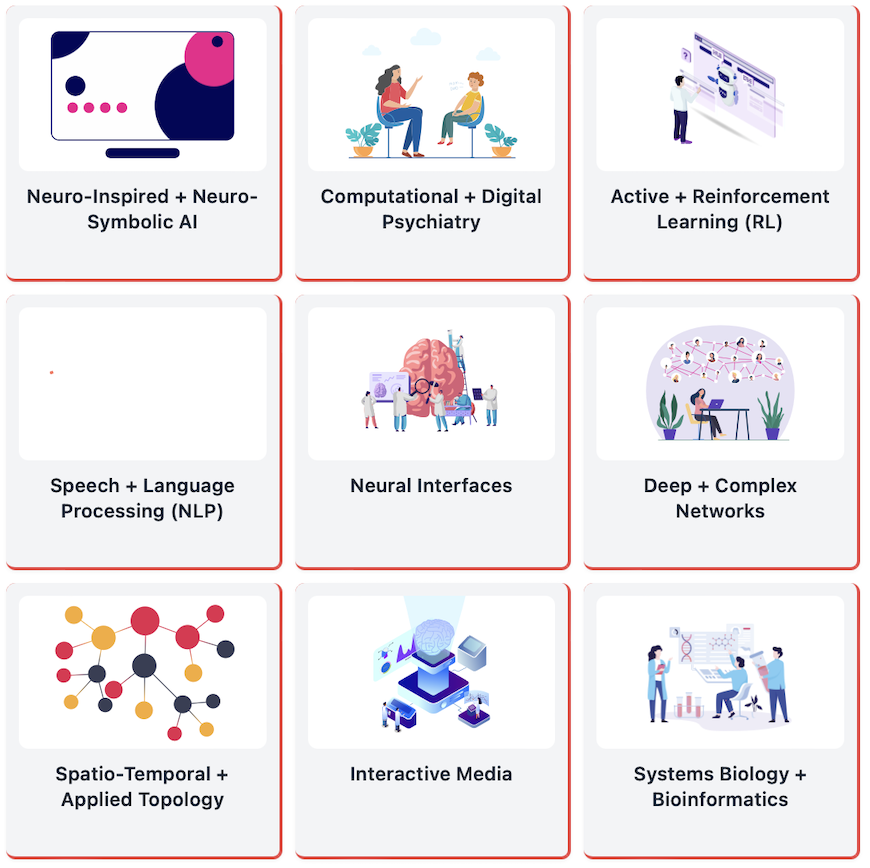 Neuro-Inspired + Neuro-
Symbolic AI
Computational + Digital
Psychiatry
Active + Reinforcement
Learning (RL)
Speech + Language
Processing (NLP)
Neural Interfaces
Deep + Complex
Networks
Spatio-Temporal +
Applied Topology
Interactive Media
Systems Biology +
Bioinformatics